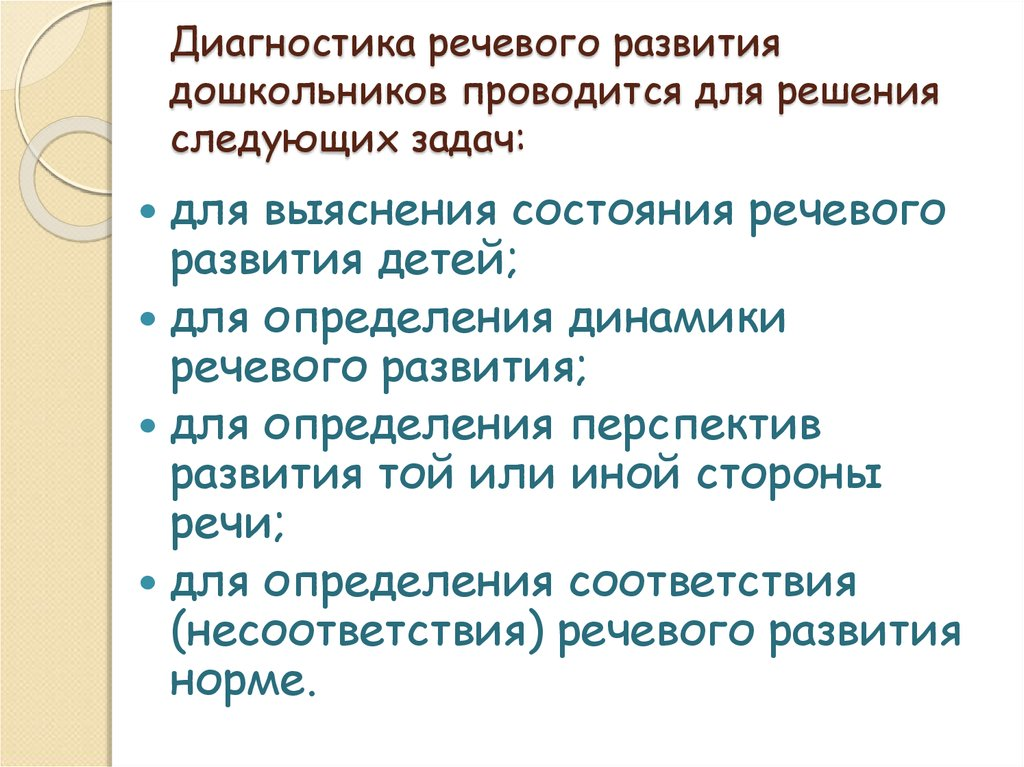 Диагностика речевого развития
дошкольников проводится для решения
следующих задач:
• для выяснения состояния речевого
развития детей;
• для определения динамики
речевого развития;
• для определения перспектив
развития той или иной стороны
речи;
• для определения соответствия
(несоответствия) речевого развития
норме.